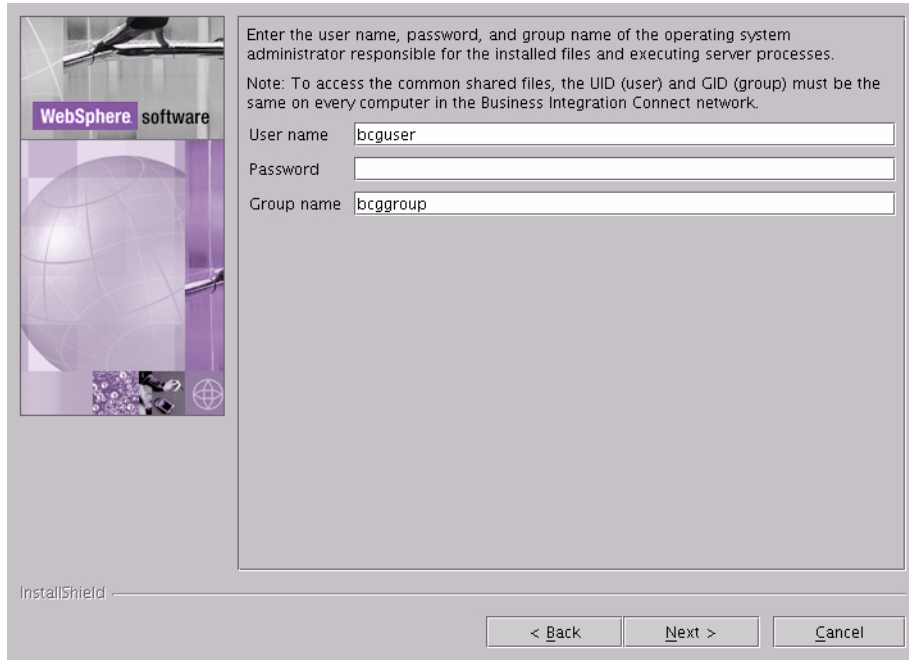 Enter the user name, password, and group name of the operating system
administrator responsible for the installed files and executing server processes.
Note: To access the common shared files, the UID (user) and GID (group) must be the
same on every computer in the Business Integration Connect network.
WebSphere software
User name bcguser
Password
Group name bcggroup
InstallShield
< Back Next > Cancel